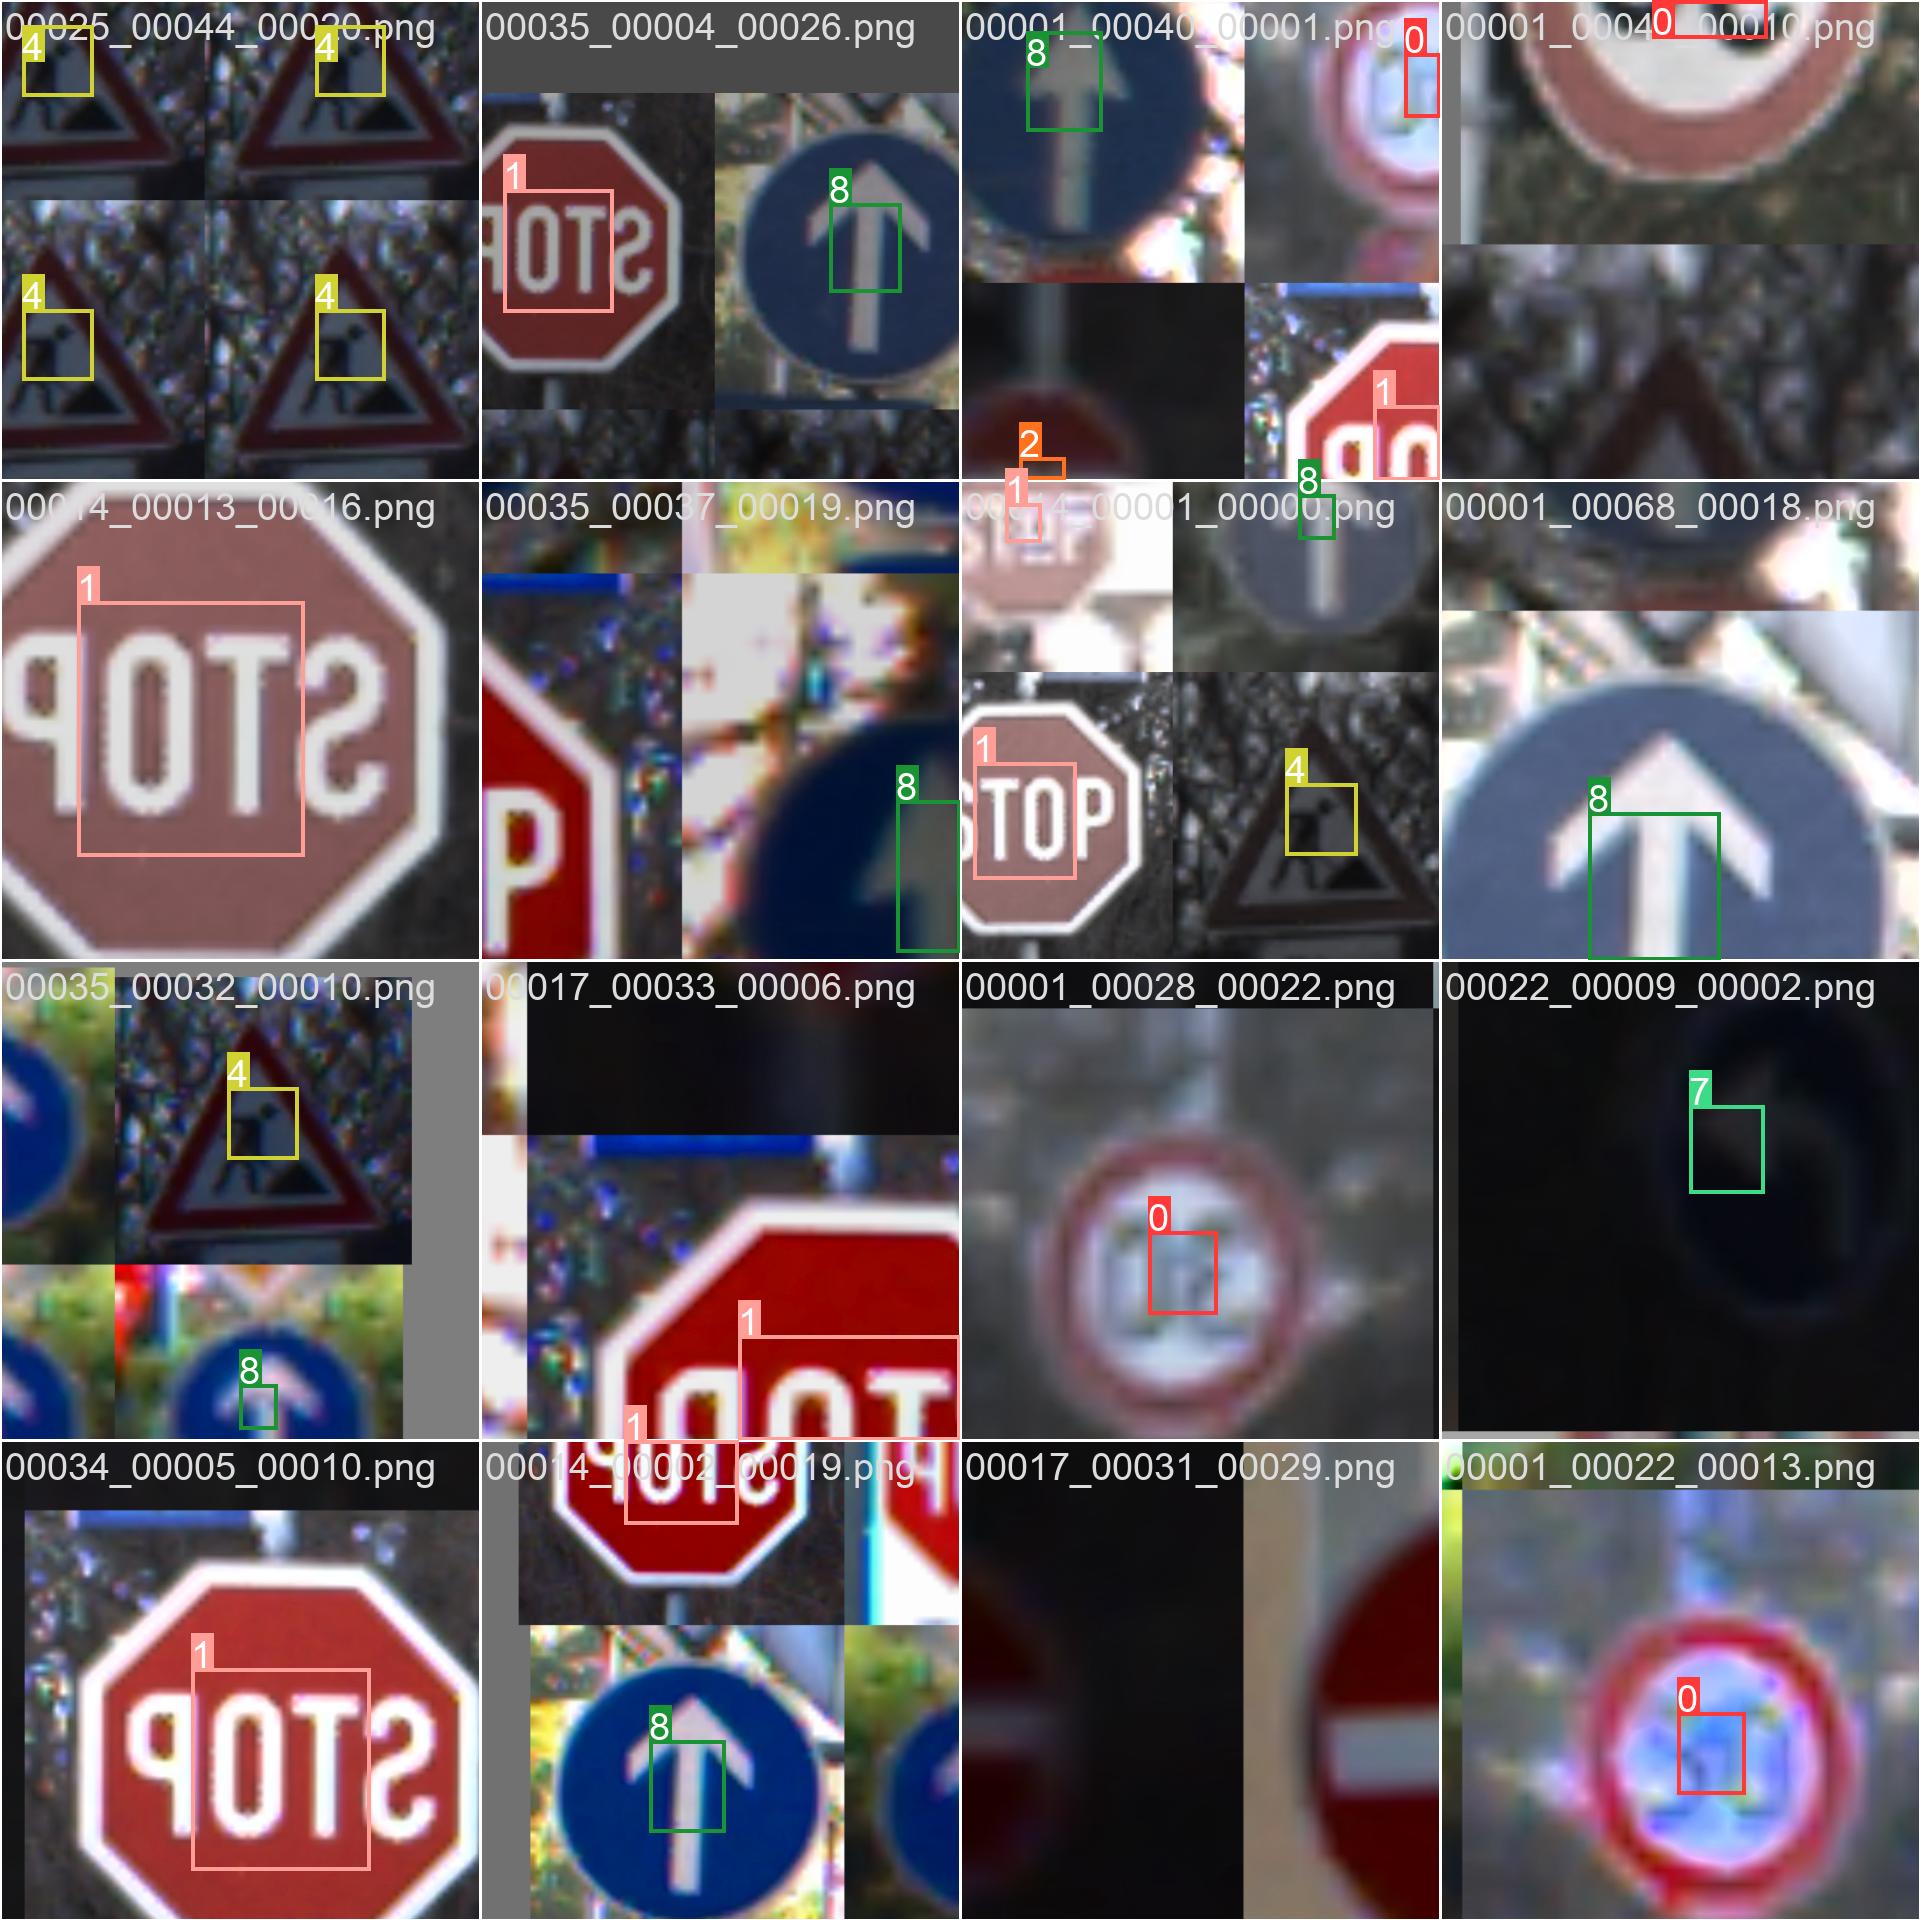 00025_00044_00020.png
4
4
4
4
00035_00004_00026.png
1
STOP
8
00001_00040_00001.png
8
0
2
1
0
00014_00013_00016.png
1
STOP
00035_00037_00019.png
P
8
00014_00001_00000.png
1
8
1
STOP
4
00001_00068_00018.png
8
00035_00032_00010.png
4
8
00017_00033_00006.png
1
TOP
00001_00028_00022.png
0
00022_00009_00002.png
7
00034_00005_00010.png
1
STOP
00014_00002_00019.png
1
STOP
8
00017_00031_00029.png
00001_00022_00013.png
0